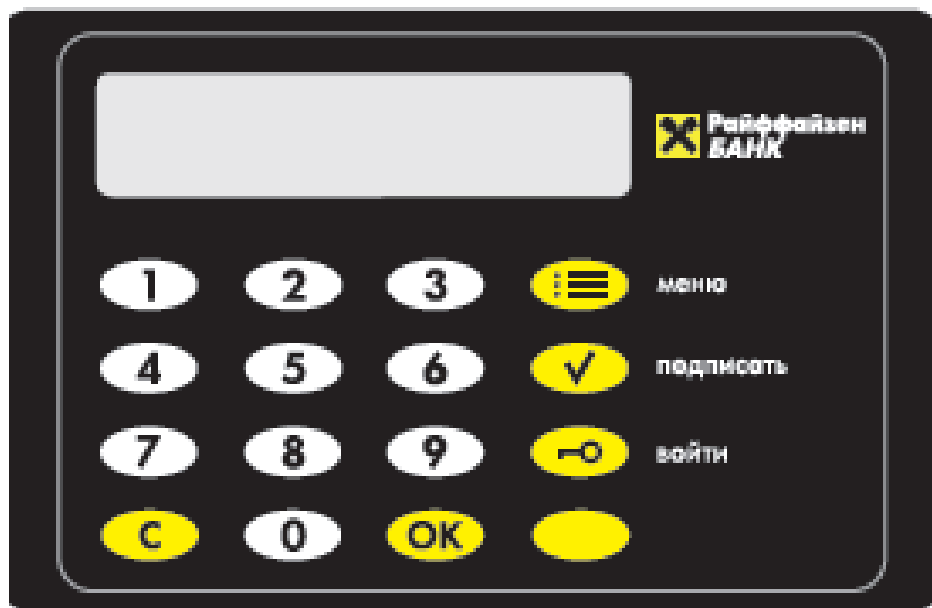 Райффайзен
БАНК
1 2 3 меню
4 5 6 подписать
7 8 9 войти
C 0 OK